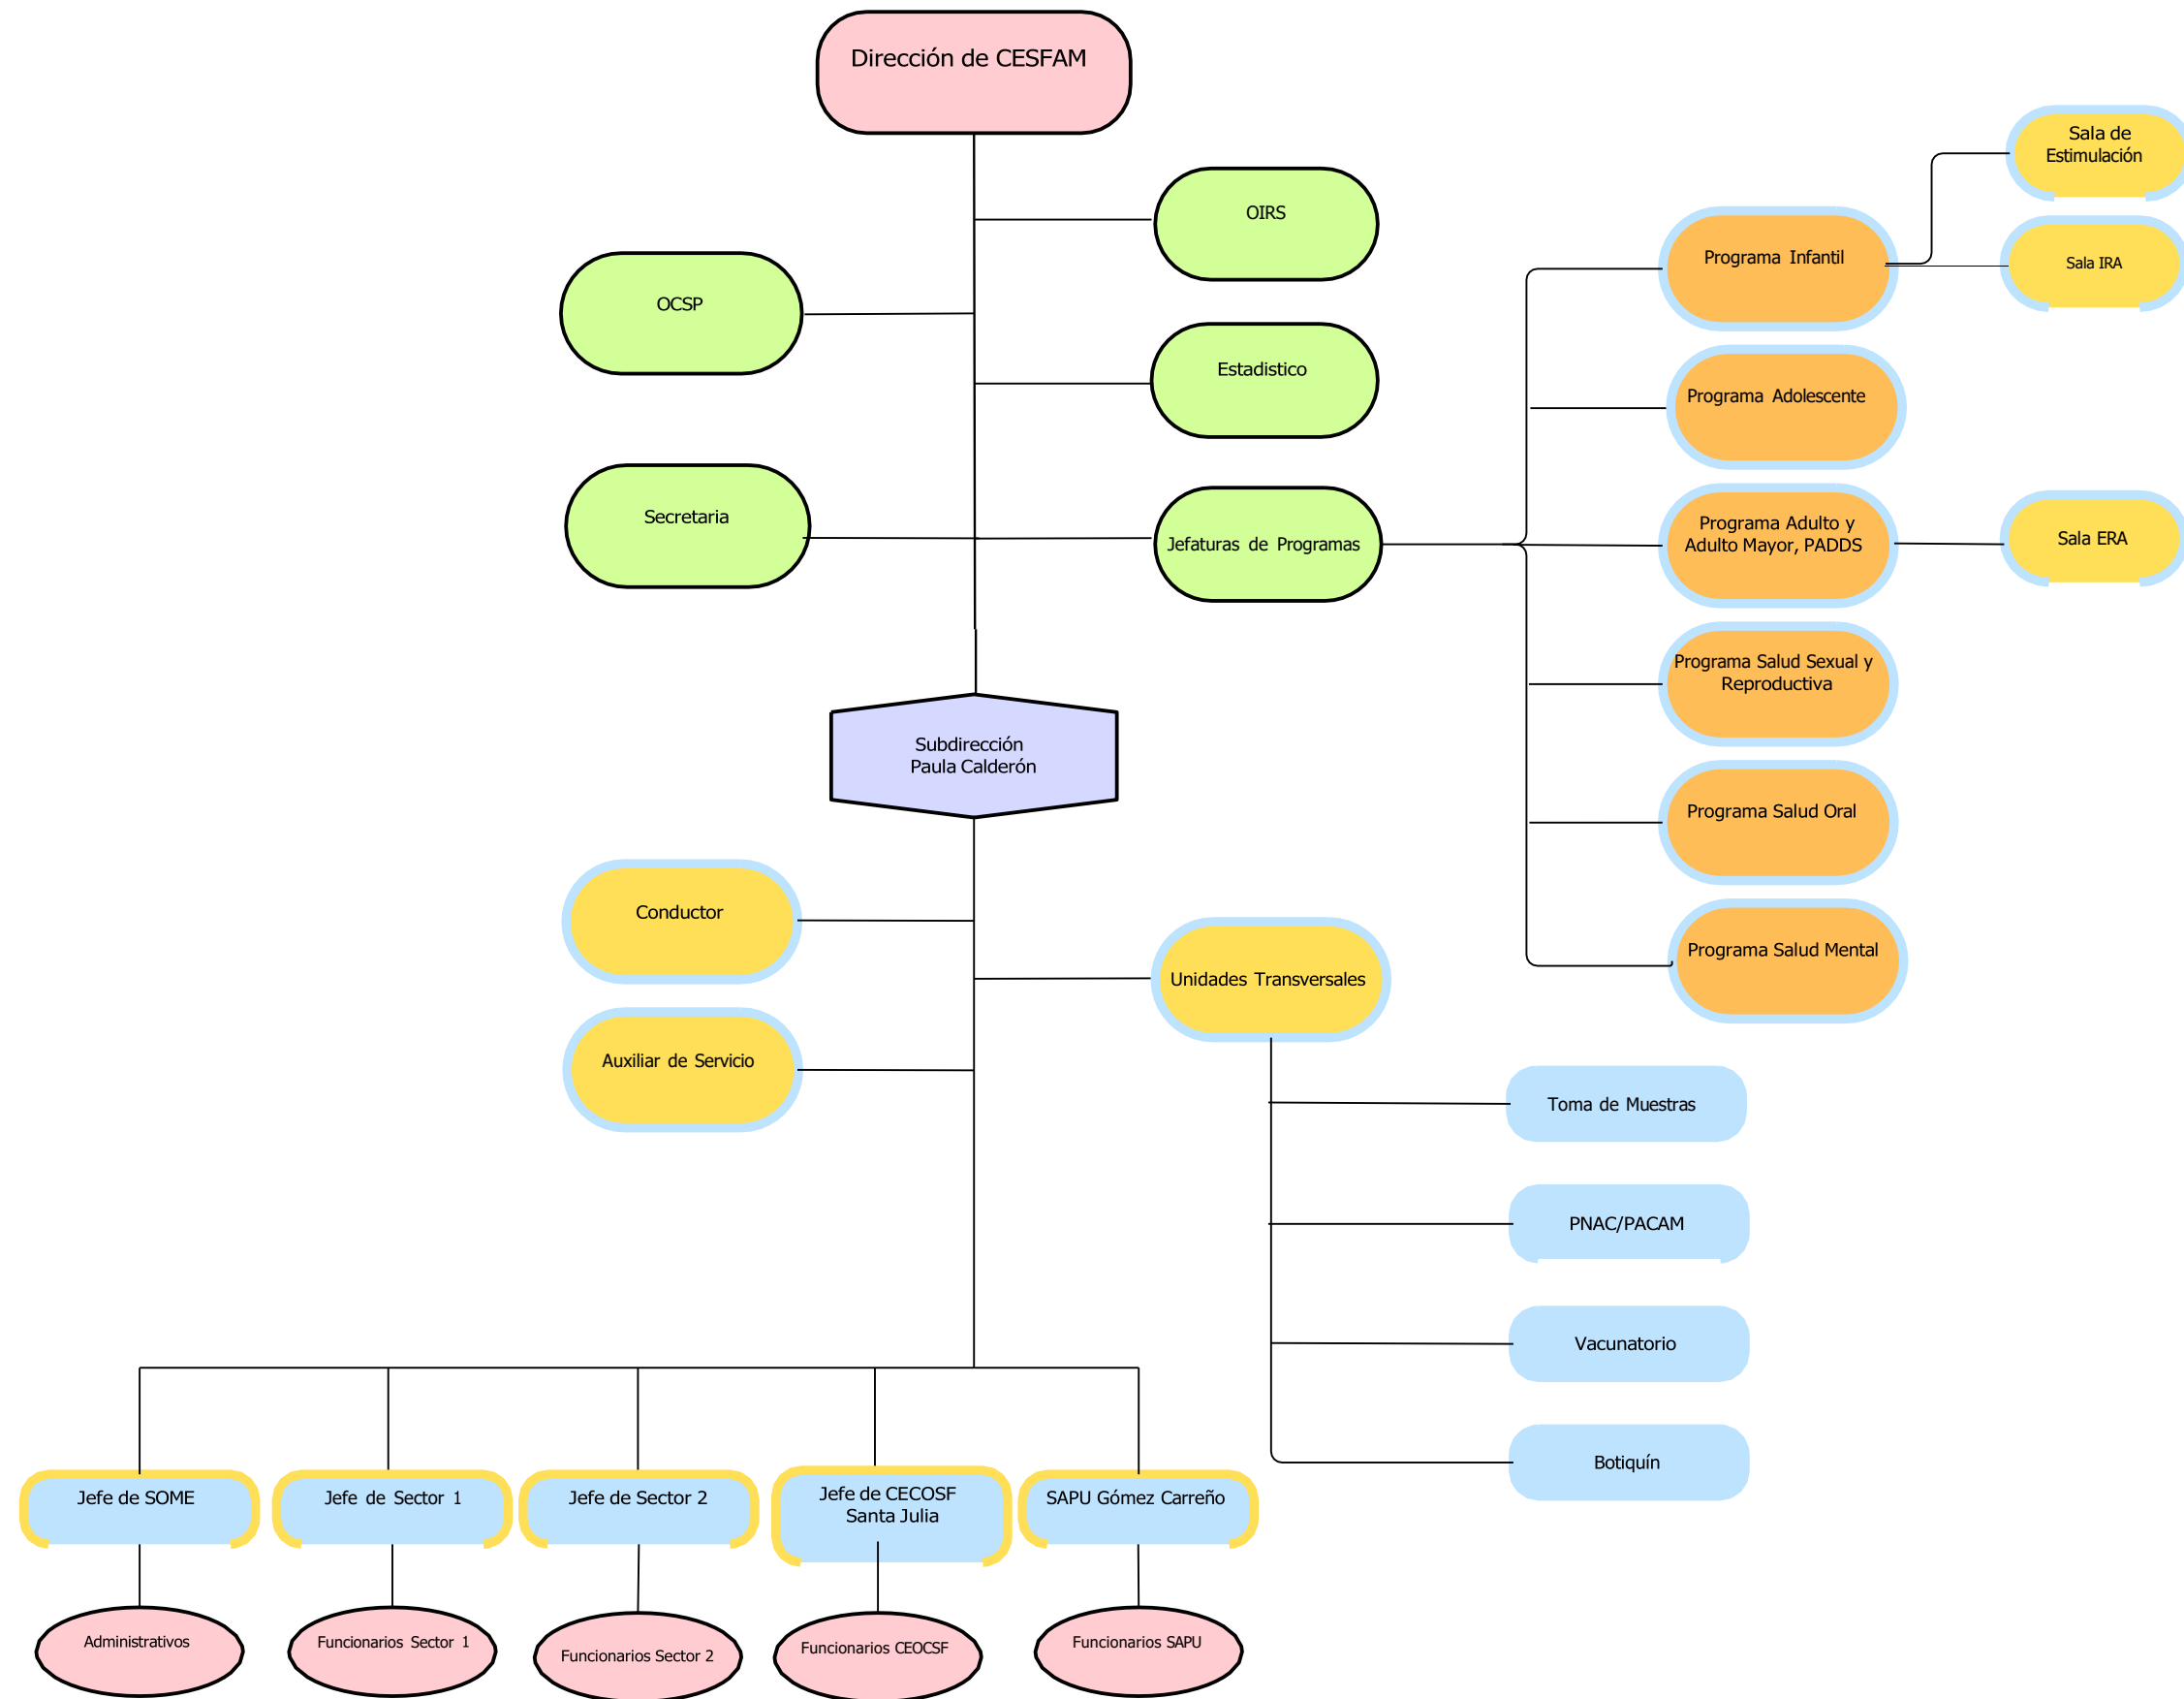 Dirección de CESFAM
Sala de
Estimulación
OIRS
Programa Infantil
Sala IRA
OCSP
Estadistico
Programa Adolescente
Secretaria
Jefaturas de Programas
Programa Adulto y
Adulto Mayor, PADDS
Sala ERA
Programa Salud Sexual y
Reproductiva
Subdirección
Paula Calderón
Programa Salud Oral
Conductor
Programa Salud Mental
Unidades Transversales
Auxiliar de Servicio
Toma de Muestras
PNAC/PACAM
Vacunatorio
Botiquín
Jefe de SOME
Jefe de Sector 1
Jefe de Sector 2
Jefe de CECOSF
Santa Julia
SAPU Gómez Carreño
Administrativos
Funcionarios Sector 1
Funcionarios Sector 2
Funcionarios CEOCSF
Funcionarios SAPU